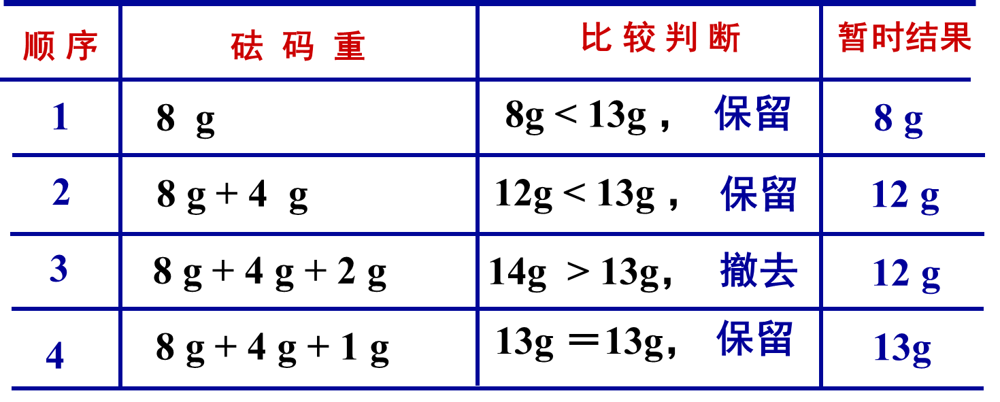 顺 序 砝 码 重 比 较 判 断 暂时结果
1 8 g 8g < 13g ， 保留 8 g
2 8 g + 4 g 12g < 13g ， 保留 12 g
3 8 g + 4 g + 2 g 14g > 13g， 撤去 12 g
4 8 g + 4 g + 1 g 13g ＝13g， 保留 13g